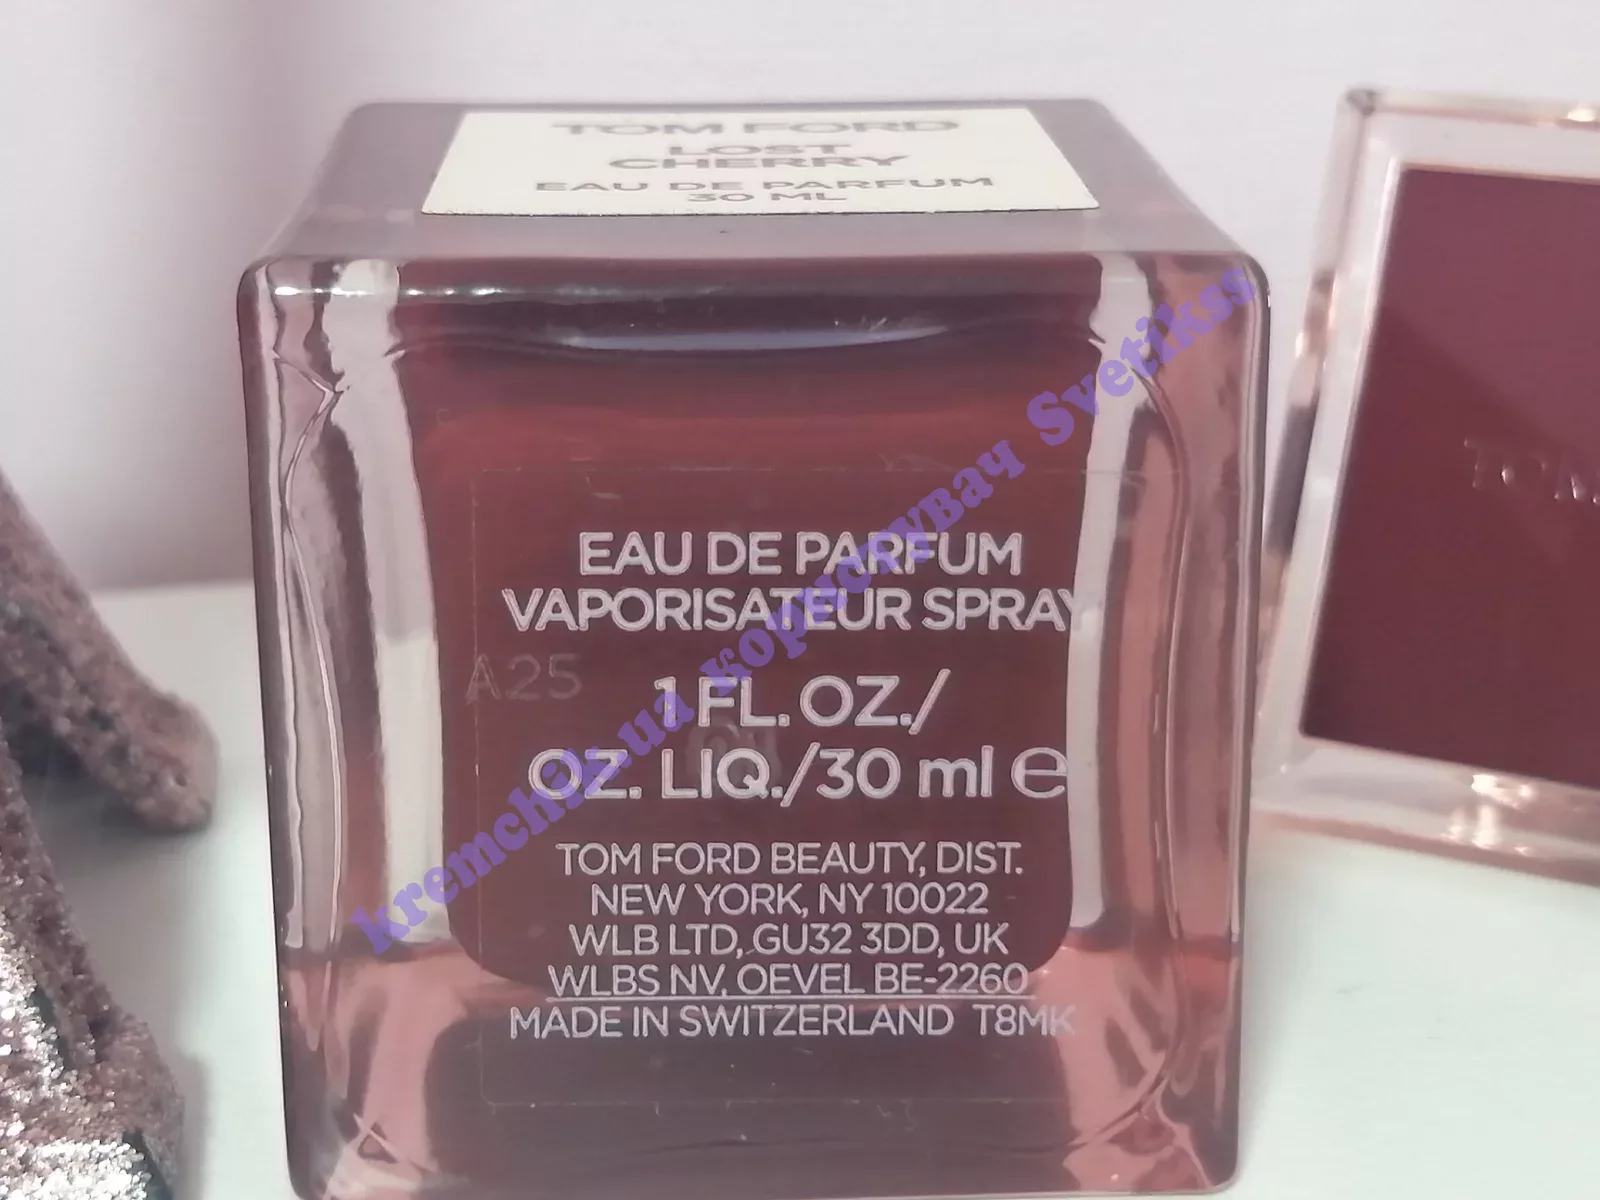 TOM FORD
LOST
CHERRY
EAU DE PARFUM
30 ML
EAU DE PARFUM
VAPORISATEUR SPRAY
A25
1 FL. OZ./
OZ. LIQ./30 ml e
TOM FORD BEAUTY, DIST.
NEW YORK, NY 10022
WLB LTD, GU32 3DD, UK
WLBS NV, OEVEL BE-2260
MADE IN SWITZERLAND T8MK
kremchik.ua користувач Svetikss